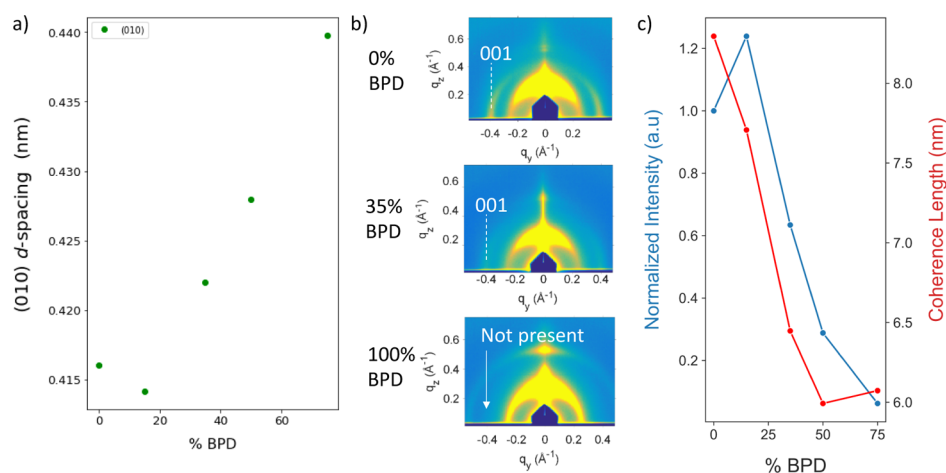 a)
(010)
0.440
0.435
0.430
0.425
0.420
0.415
(010) d-spacing (nm)
0
20
40
60
% BPD
b)
0%
BPD
001
qz (Å-1)
0.6
0.4
0.2
-0.4 -0.2 0 0.2 0.4
qy (Å-1)
35%
BPD
001
qz (Å-1)
0.6
0.4
0.2
-0.4 -0.2 0 0.2 0.4
qy (Å-1)
100%
BPD
Not present
qz (Å-1)
0.6
0.4
0.2
-0.4 -0.2 0 0.2 0.4
qy (Å-1)
c)
Normalized Intensity (a.u)
1.2
1.0
0.8
0.6
0.4
0.2
Coherence Length (nm)
8.0
7.5
7.0
6.5
6.0
0 25 50 75
% BPD